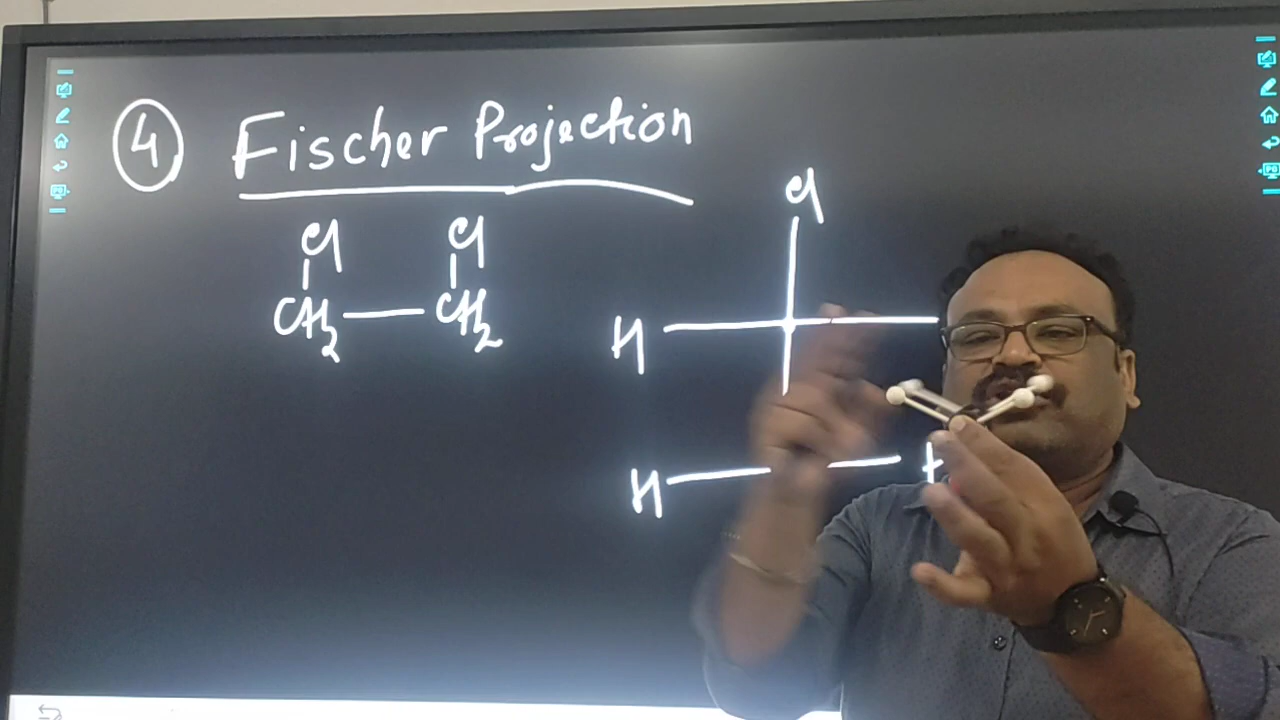 ④ Fischer Projection
Cl Cl
CH₂—CH₂
Cl
H
H H